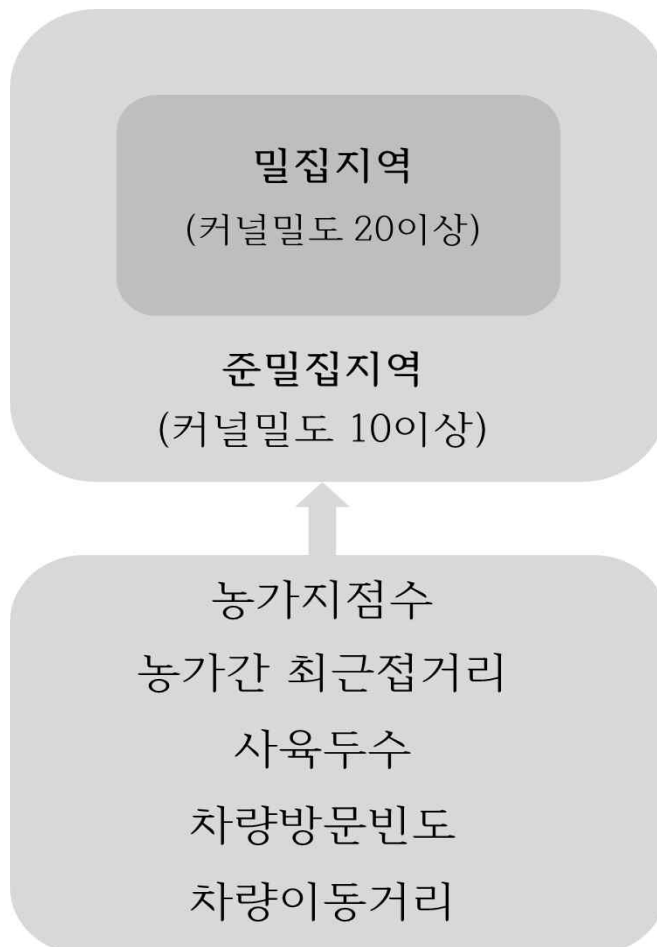 밀집지역
(커널밀도 20이상)
준밀집지역
(커널밀도 10이상)
농가지점수
농가간 최근접거리
사육두수
차량방문빈도
차량이동거리